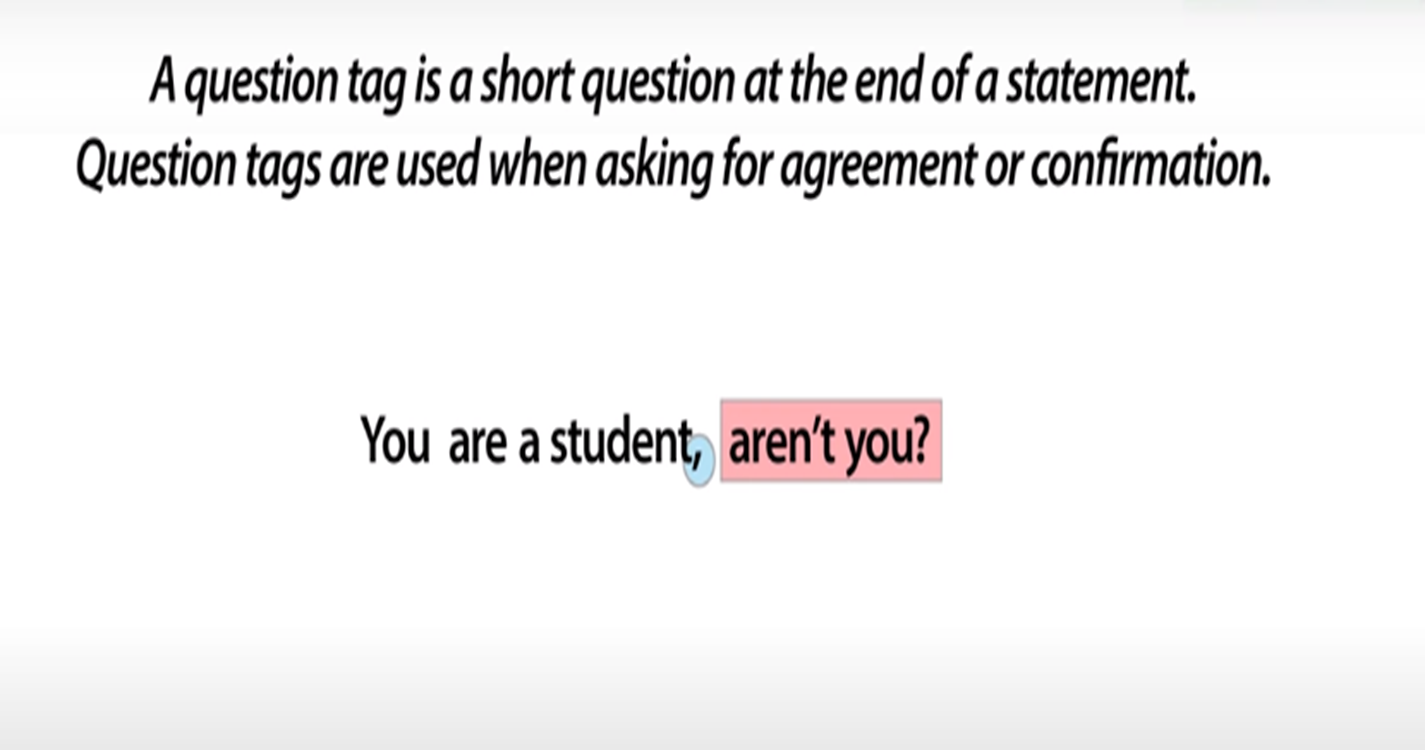 A question tag is a short question at the end of a statement.
Question tags are used when asking for agreement or confirmation.
You are a student, aren’t you?